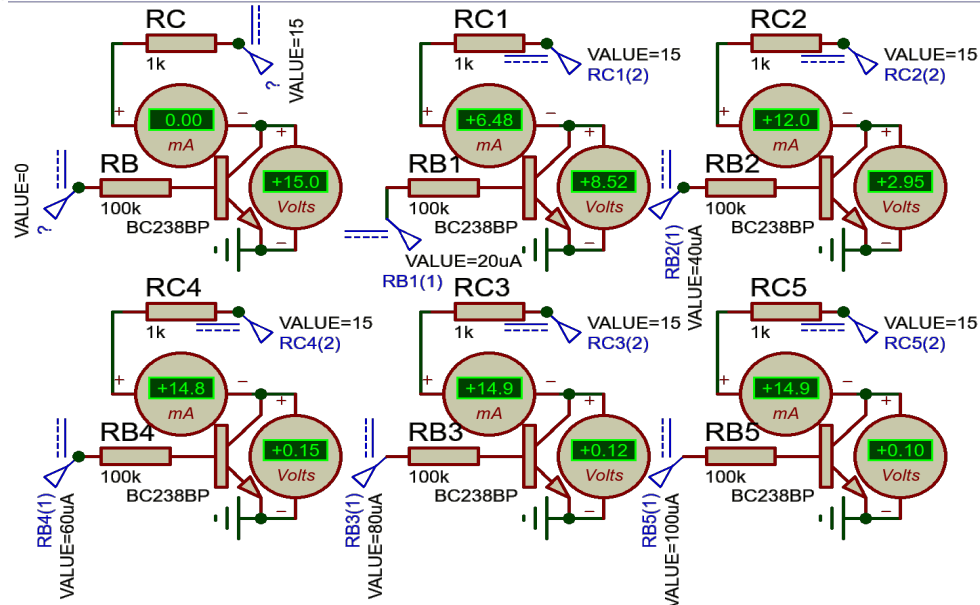 RC
1k
?
VALUE=15
+
0.00
mA
−
+
+15.0
Volts
−
VALUE=0
?
RB
100k
BC238BP
RC1
1k
VALUE=15
RC1(2)
+
+6.48
mA
−
+
+8.52
Volts
−
RB1
100k
BC238BP
VALUE=20uA
RB1(1)
RC2
1k
VALUE=15
RC2(2)
+
+12.0
mA
−
+
+2.95
Volts
−
RB2
100k
BC238BP
RB2(1)
VALUE=40uA
RC4
1k
VALUE=15
RC4(2)
+
+14.8
mA
−
+
+0.15
Volts
−
RB4
100k
BC238BP
RB4(1)
VALUE=60uA
RC3
1k
VALUE=15
RC3(2)
+
+14.9
mA
−
+
+0.12
Volts
−
RB3
100k
BC238BP
RB3(1)
VALUE=80uA
RC5
1k
VALUE=15
RC5(2)
+
+14.9
mA
−
+
+0.10
Volts
−
RB5
100k
BC238BP
RB5(1)
VALUE=100uA